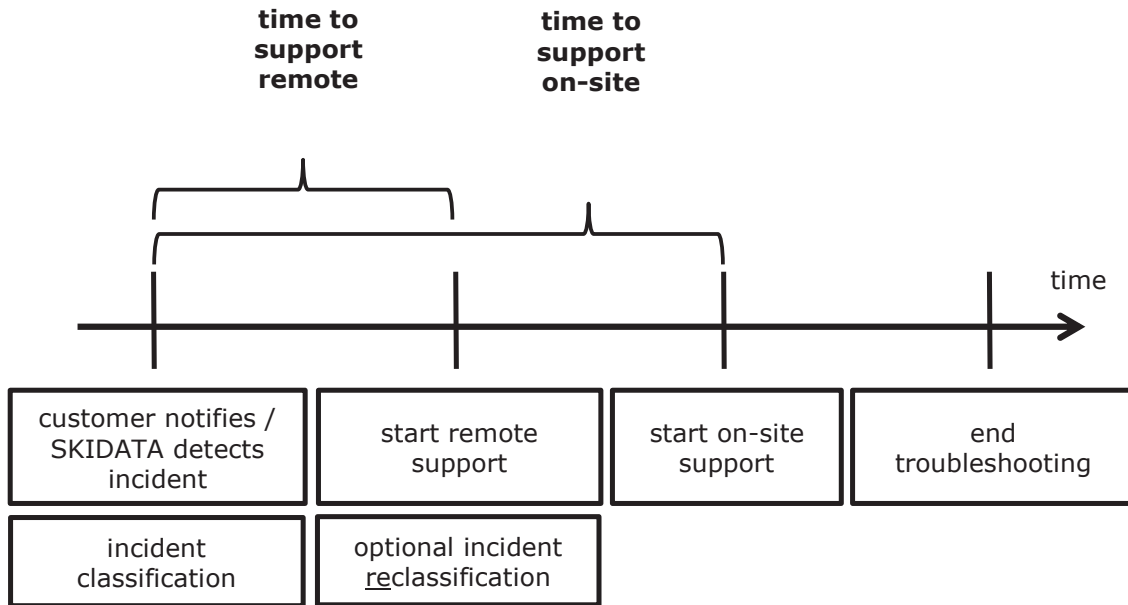 time to
support
remote
time to
support
on-site
time
customer notifies /
SKIDATA detects
incident
start remote
support
start on-site
support
end
troubleshooting
incident
classification
optional incident
reclassification